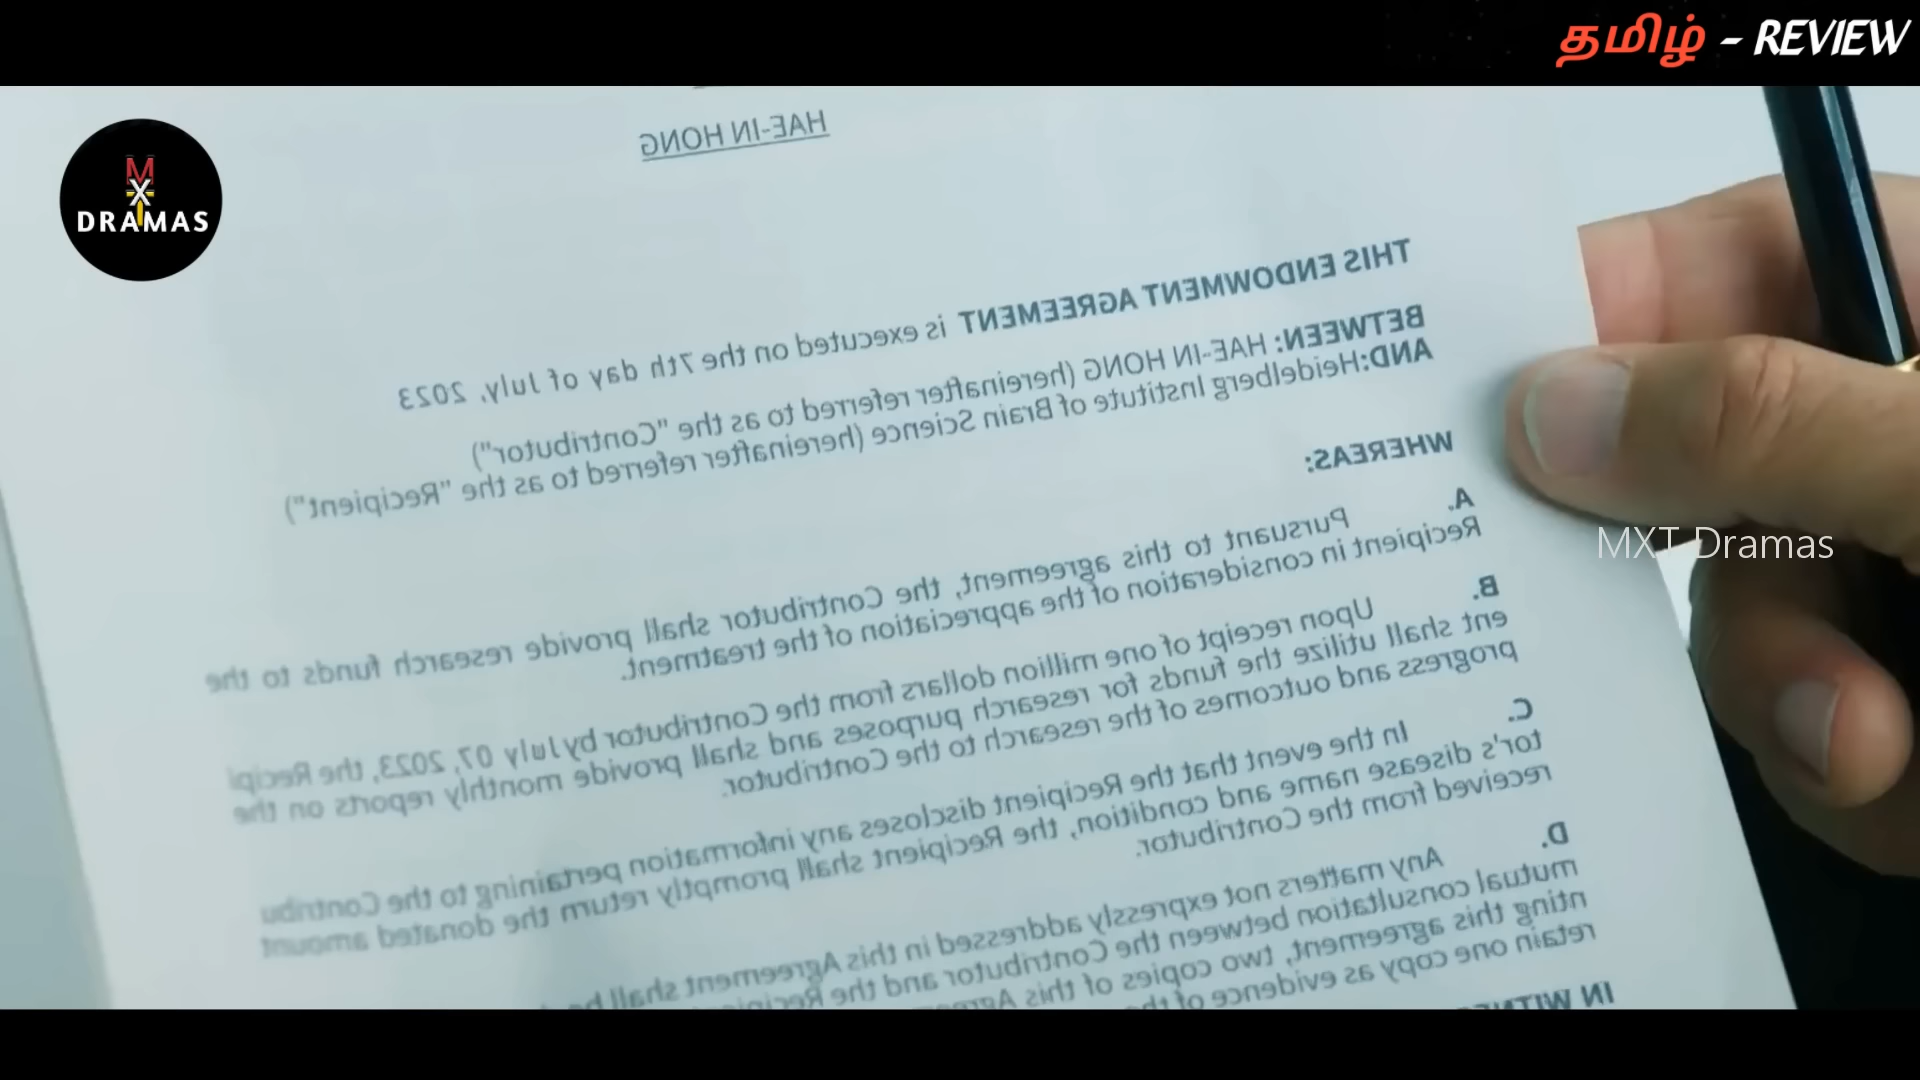 தமிழ் - REVIEW
MXT
DRAMAS
HAE-IN HONG
THIS ENDOWMENT AGREEMENT is executed on the 7th day of July, 2023
BETWEEN: HAE-IN HONG (hereinafter referred to as the "Contributor")
AND:Heidelberg Institute of Brain Science (hereinafter referred to as the "Recipient")
WHEREAS:
A. Pursuant to this agreement, the Contributor shall provide research funds to the
Recipient in consideration of the appreciation of the treatment.
MXT Dramas
B. Upon receipt of one million dollars from the Contributor by July 07, 2023, the Recipi
ent shall utilize the funds for research purposes and shall provide monthly reports on the
progress and outcomes of the research to the Contributor.
C. In the event that the Recipient discloses any information pertaining to the Contribu
tor's disease name and condition, the Recipient shall promptly return the donated amount
received from the Contributor.
D. Any matters not expressly addressed in this Agreement shall
mutual consultation between the Contributor and the
nting this agreement, two copies of this
retain one copy as evidence of
IN